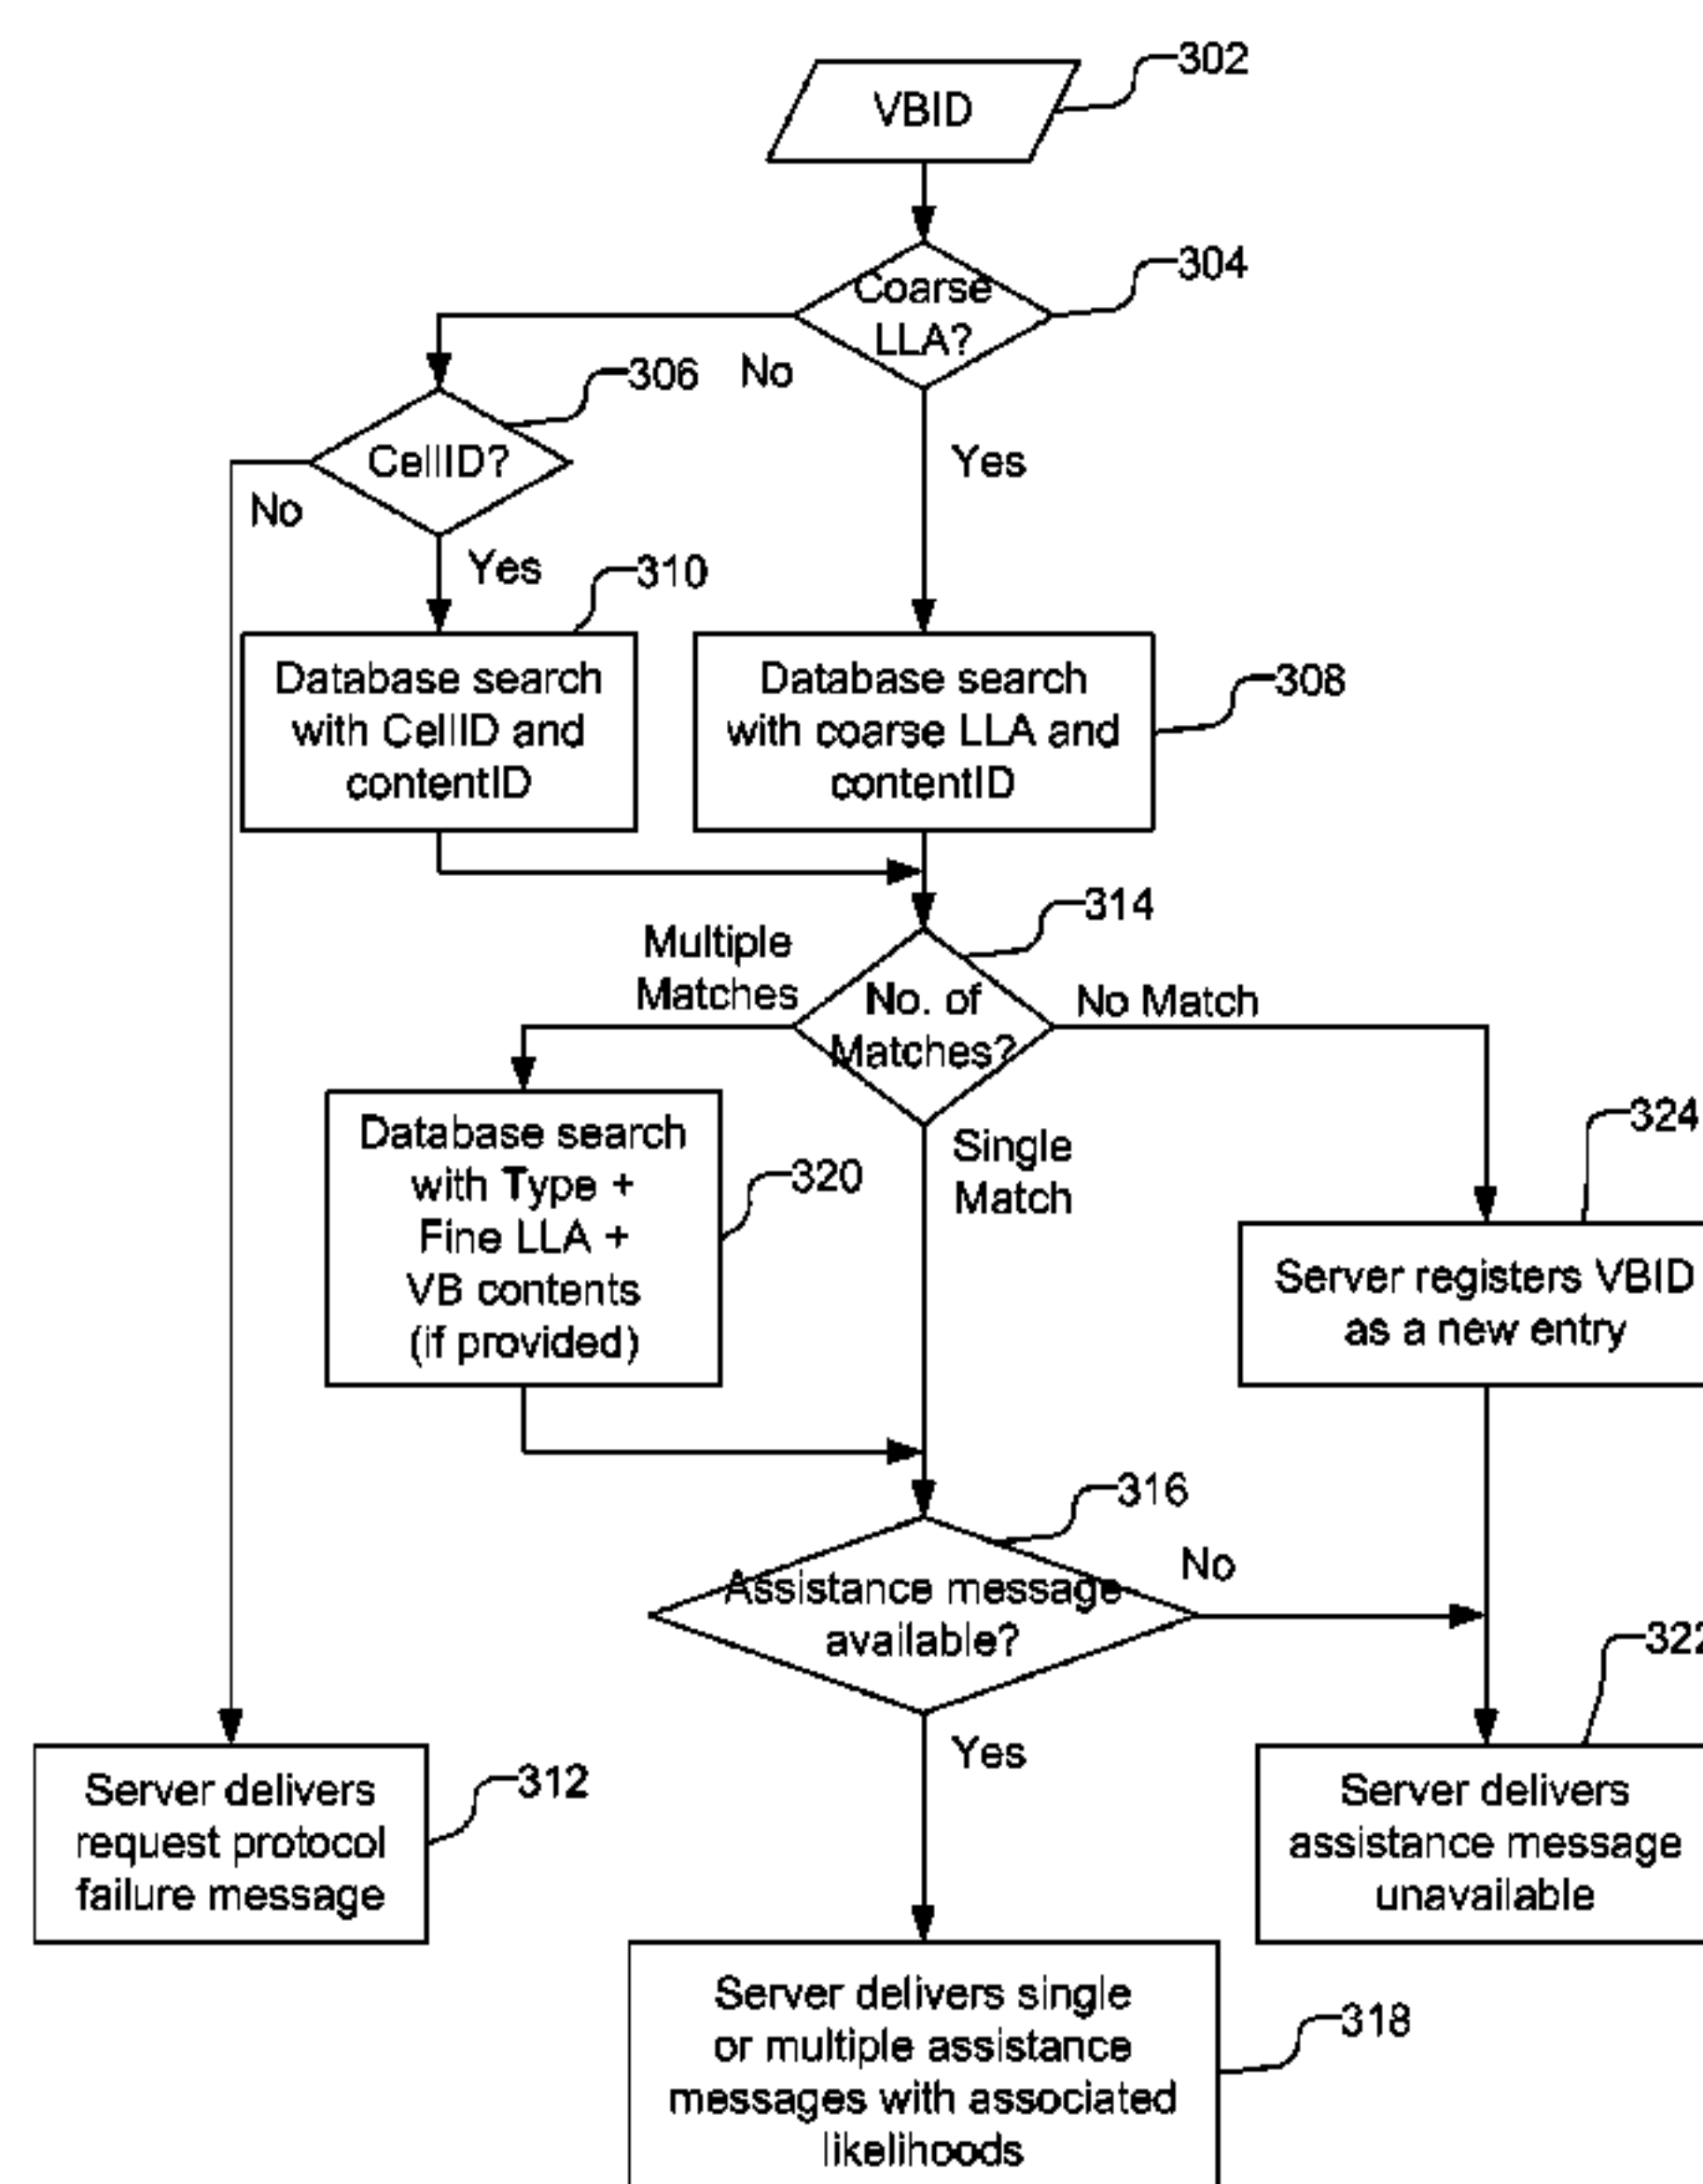 302
VBID
304
Coarse
LLA?
No
306
CellID?
Yes
No
Yes
310
Database search
with CellID and
contentID
Database search
with coarse LLA and
contentID
308
314
Multiple
Matches
No. of
Matches?
No Match
Single
Match
324
Database search
with Type +
Fine LLA +
VB contents
(if provided)
320
Server registers VBID
as a new entry
316
No
Assistance message
available?
322
Yes
Server delivers
request protocol
failure message
312
Server delivers
assistance message
unavailable
Server delivers single
or multiple assistance
messages with associated
likelihoods
318